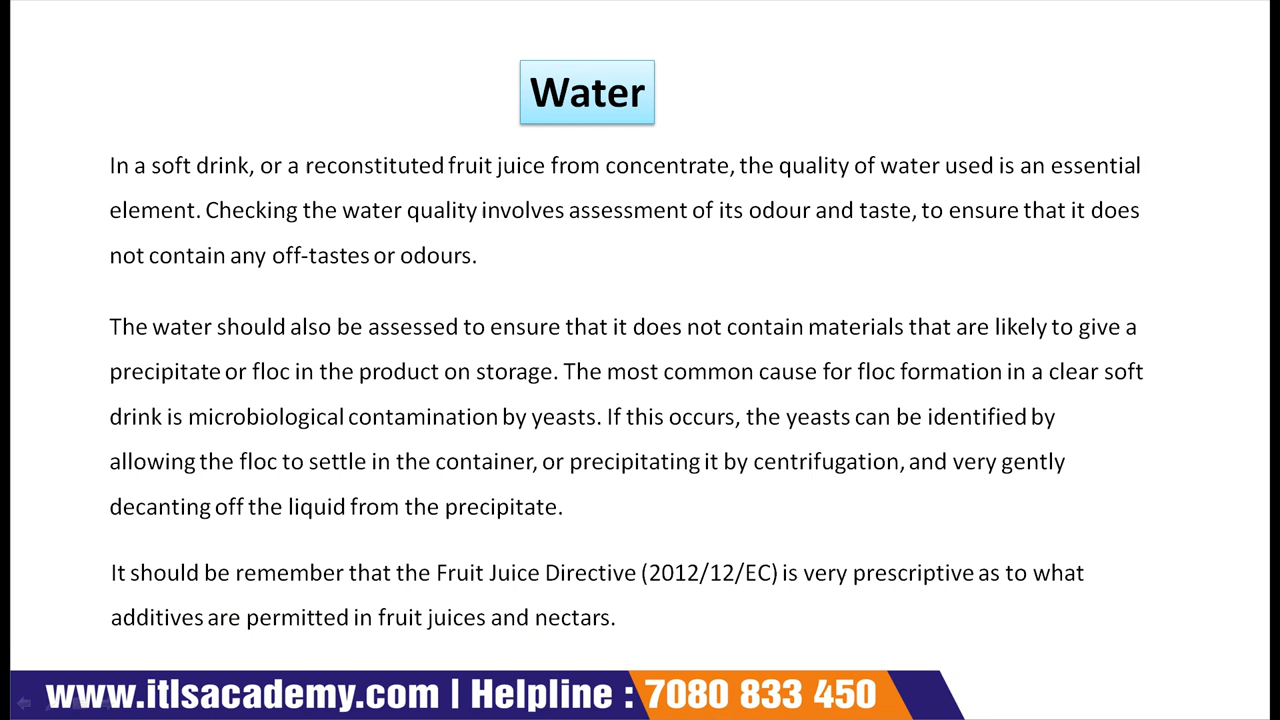 Water
In a soft drink, or a reconstituted fruit juice from concentrate, the quality of water used is an essential
element. Checking the water quality involves assessment of its odour and taste, to ensure that it does
not contain any off-tastes or odours.
The water should also be assessed to ensure that it does not contain materials that are likely to give a
precipitate or floc in the product on storage. The most common cause for floc formation in a clear soft
drink is microbiological contamination by yeasts. If this occurs, the yeasts can be identified by
allowing the floc to settle in the container, or precipitating it by centrifugation, and very gently
decanting off the liquid from the precipitate.
It should be remember that the Fruit Juice Directive (2012/12/EC) is very prescriptive as to what
additives are permitted in fruit juices and nectars.
www.itlsacademy.com | Helpline : 7080 833 450